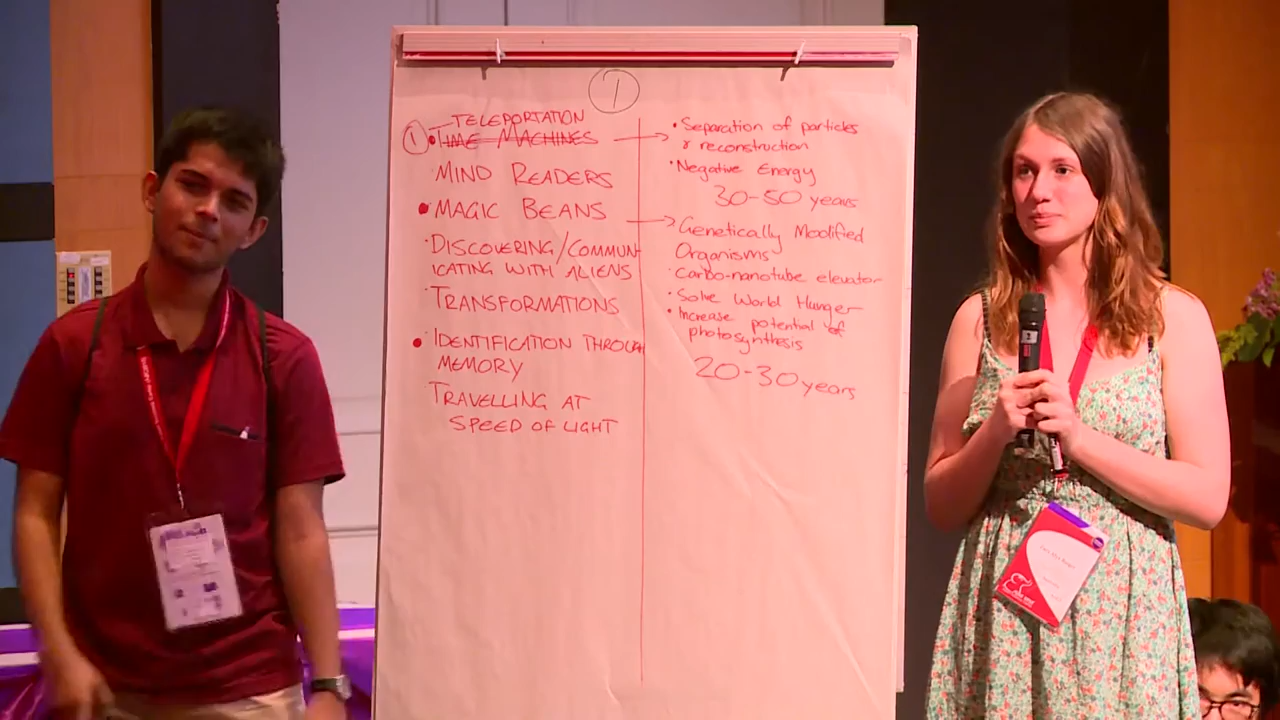 1
TELEPORTATION
1 • TIME MACHINES
MIND READERS
• MAGIC BEANS
• DISCOVERING/COMMUN-
ICATING WITH ALIENS
TRANSFORMATIONS
• IDENTIFICATION THROUGH
MEMORY
TRAVELLING AT
SPEED OF LIGHT
• Separation of particles
& reconstruction
• Negative Energy
30-50 years
Genetically Modified
Organisms
• Carbo-nanotube elevator
• Solve World Hunger
• Increase potential of
photosynthesis
20-30 years